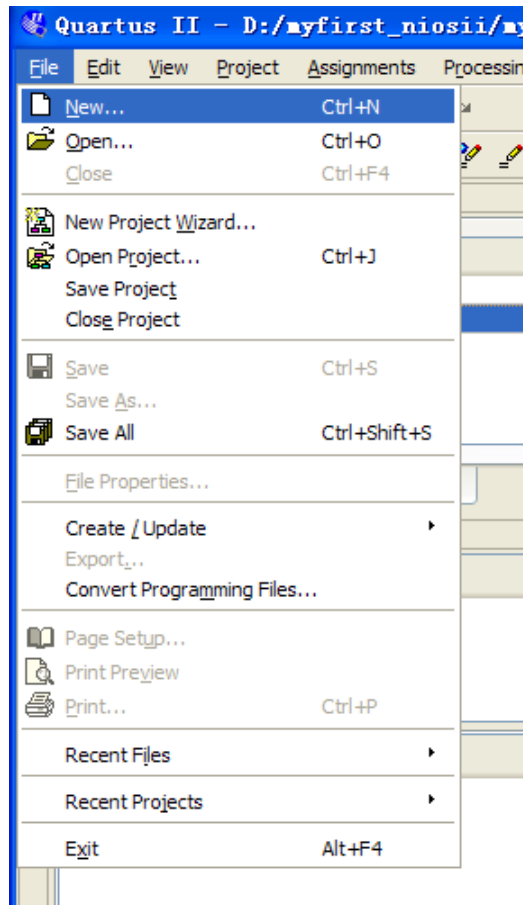 Quartus II - D:/myfirst_niosii/my
File Edit View Project Assignments Processin
New... Ctrl+N
Open... Ctrl+O
Close Ctrl+F4
New Project Wizard...
Open Project... Ctrl+J
Save Project
Close Project
Save Ctrl+S
Save As...
Save All Ctrl+Shift+S
File Properties...
Create / Update
Export...
Convert Programming Files...
Page Setup...
Print Preview
Print... Ctrl+P
Recent Files
Recent Projects
Exit Alt+F4